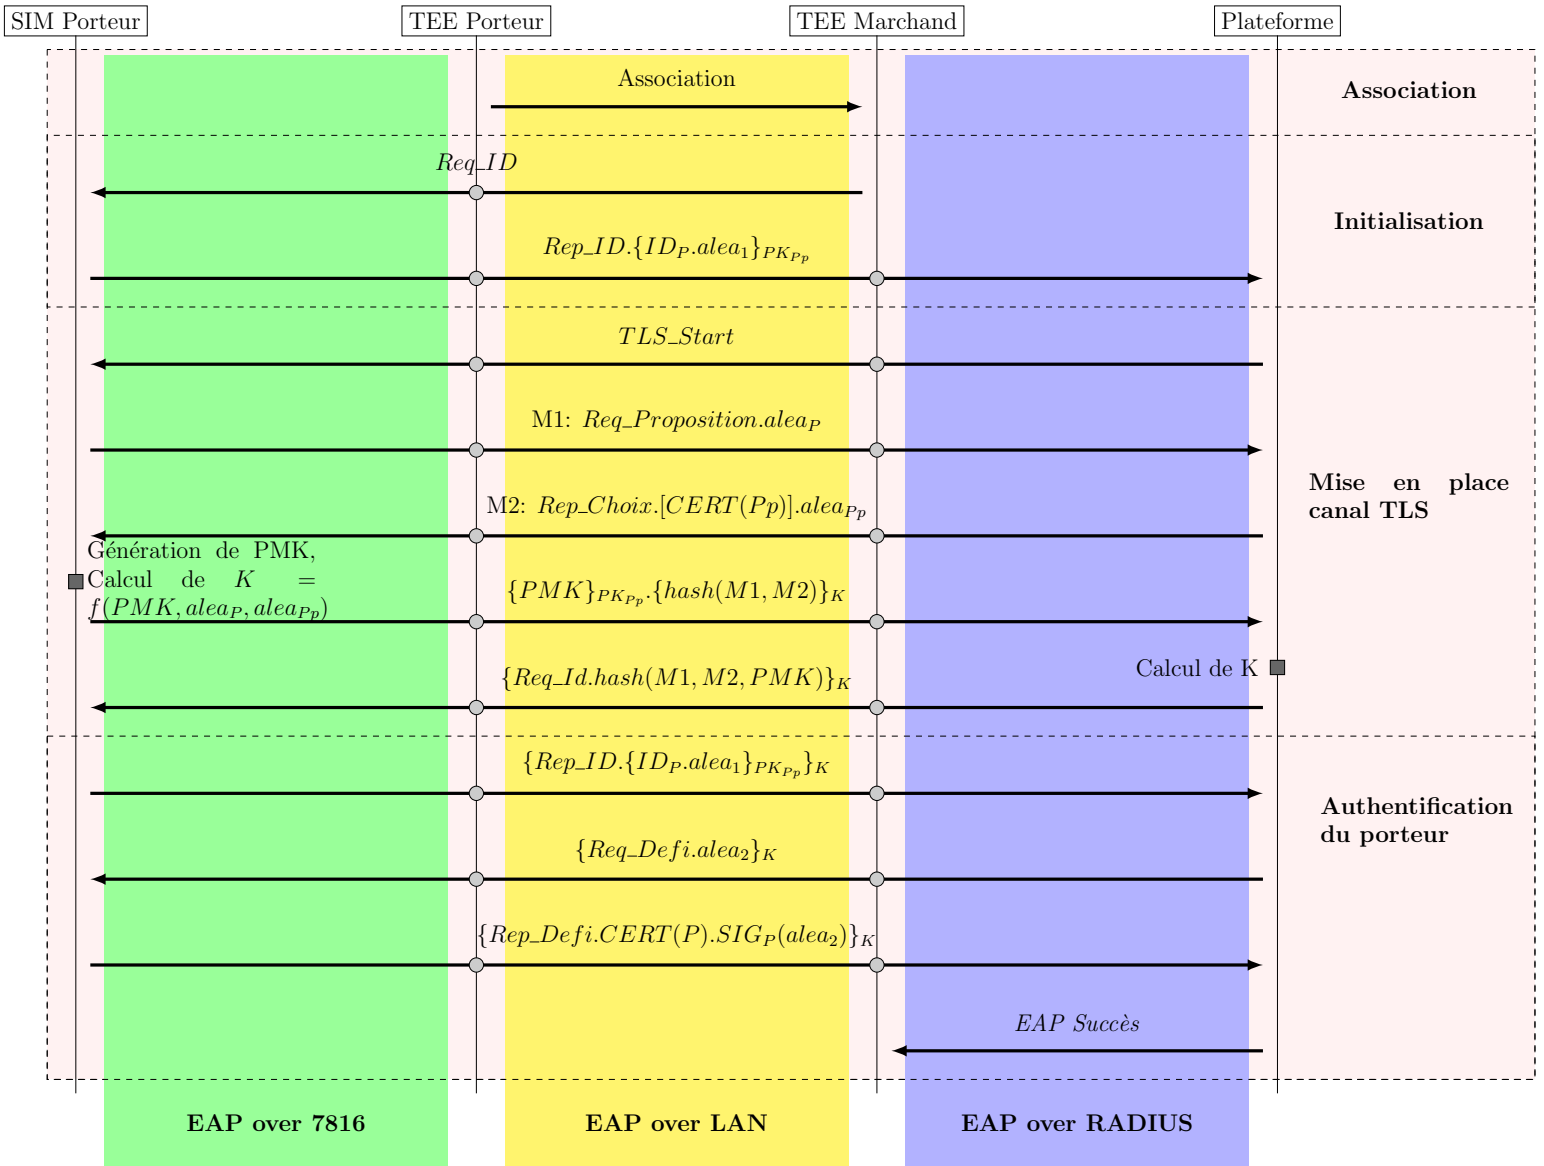 SIM Porteur
TEE Porteur
TEE Marchand
Plateforme
Association
Association
Req_ID
Initialisation
Rep_ID.{ID_P.alea_1}_{PK_{Pp}}
TLS_Start
M1: Req_Proposition.alea_P
Mise en place
canal TLS
M2: Rep_Choix.[CERT(Pp)].alea_{Pp}
Génération de PMK,
Calcul de K =
f(PMK, alea_P, alea_{Pp})
{PMK}_{PK_{Pp}}.{hash(M1, M2)}_K
Calcul de K
{Req_Id.hash(M1, M2, PMK)}_K
{Rep_ID.{ID_P.alea_1}_{PK_{Pp}}}_K
Authentification
du porteur
{Req_Defi.alea_2}_K
{Rep_Defi.CERT(P).SIG_P(alea_2)}_K
EAP Succès
EAP over 7816
EAP over LAN
EAP over RADIUS